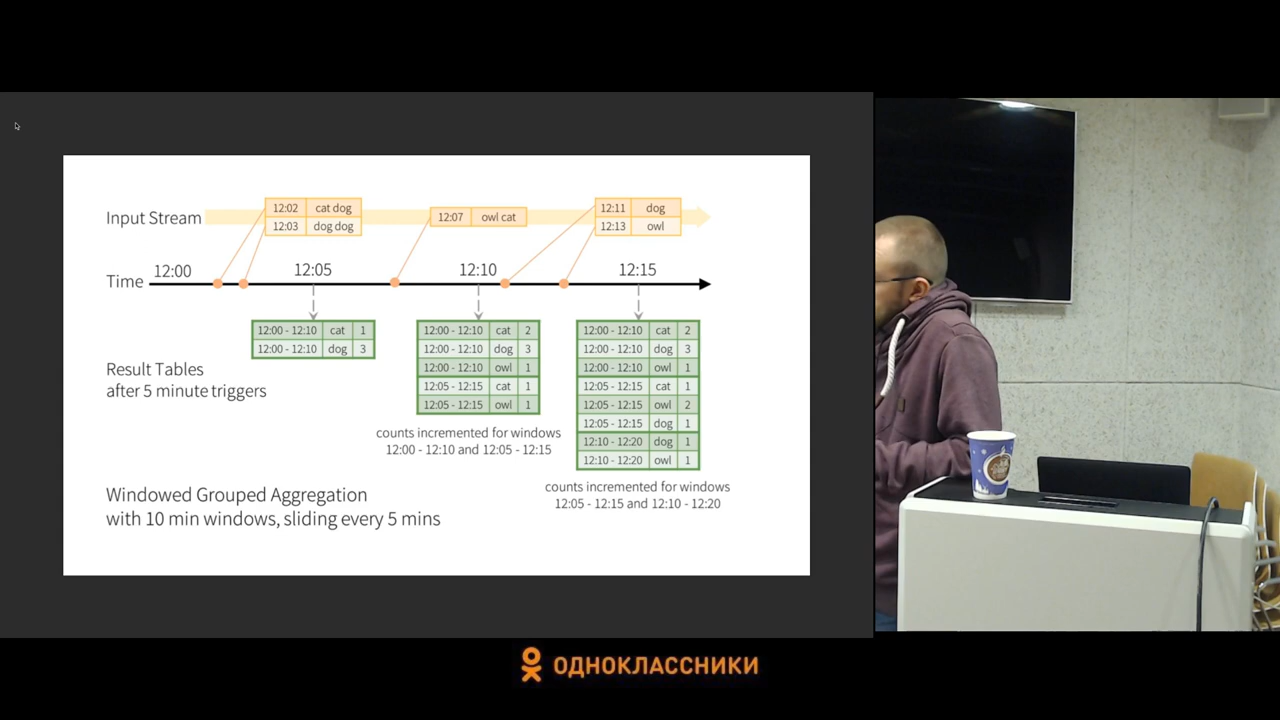 Input Stream
12:02 cat dog
12:03 dog dog
12:07 owl cat
12:11 dog
12:13 owl
Time
12:00
12:05
12:10
12:15
12:00 - 12:10 cat 1
12:00 - 12:10 dog 3
12:00 - 12:10 cat 2
12:00 - 12:10 dog 3
12:00 - 12:10 owl 1
12:05 - 12:15 cat 1
12:05 - 12:15 owl 1
12:00 - 12:10 cat 2
12:00 - 12:10 dog 3
12:00 - 12:10 owl 1
12:05 - 12:15 cat 1
12:05 - 12:15 owl 2
12:05 - 12:15 dog 1
12:10 - 12:20 dog 1
12:10 - 12:20 owl 1
Result Tables
after 5 minute triggers
counts incremented for windows
12:00 - 12:10 and 12:05 - 12:15
counts incremented for windows
12:05 - 12:15 and 12:10 - 12:20
Windowed Grouped Aggregation
with 10 min windows, sliding every 5 mins
ОДНОКЛАССНИКИ